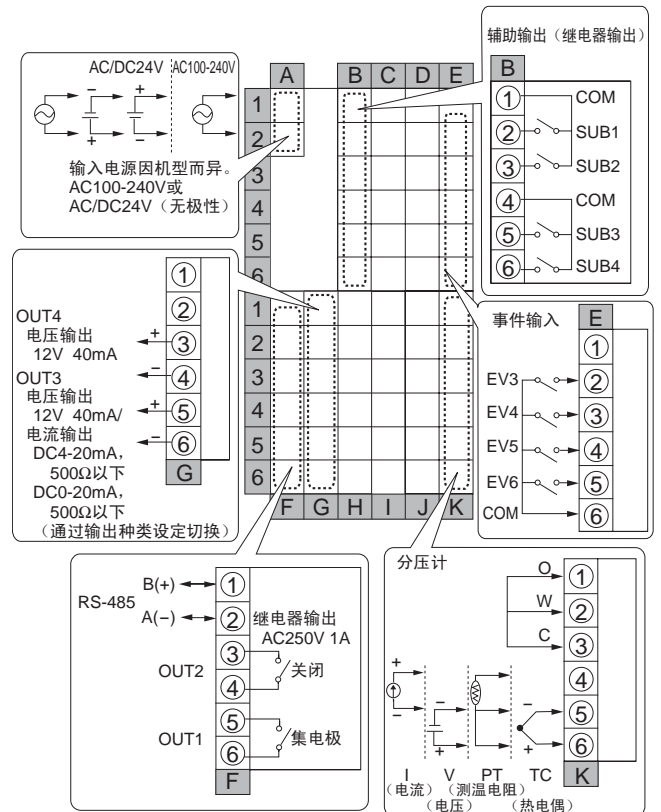 AC/DC24V AC100-240V
输入电源因机型而异。
AC100-240V或
AC/DC24V（无极性）
A B C D E
1
2
3
4
5
6
1
2
3
4
5
6
F G H I J K
辅助输出（继电器输出）
B
① COM
② SUB1
③ SUB2
④ COM
⑤ SUB3
⑥ SUB4
OUT4
电压输出
12V 40mA
OUT3
电压输出
12V 40mA/
电流输出
DC4-20mA，
500Ω以下
DC0-20mA，
500Ω以下
（通过输出种类设定切换）
①
②
+ ③
− ④
+ ⑤
− ⑥
G
事件输入 E
①
EV3 ②
EV4 ③
EV5 ④
EV6 ⑤
COM ⑥
RS-485
B(+) ①
A(−) ② 继电器输出
AC250V 1A
OUT2 ③ 关闭
④
OUT1 ⑤ 集电极
⑥
F
分压计
O ①
W ②
C ③
④
− ⑤
+ ⑥
I V PT TC K
（电流）（测温电阻）
（电压）（热电偶）